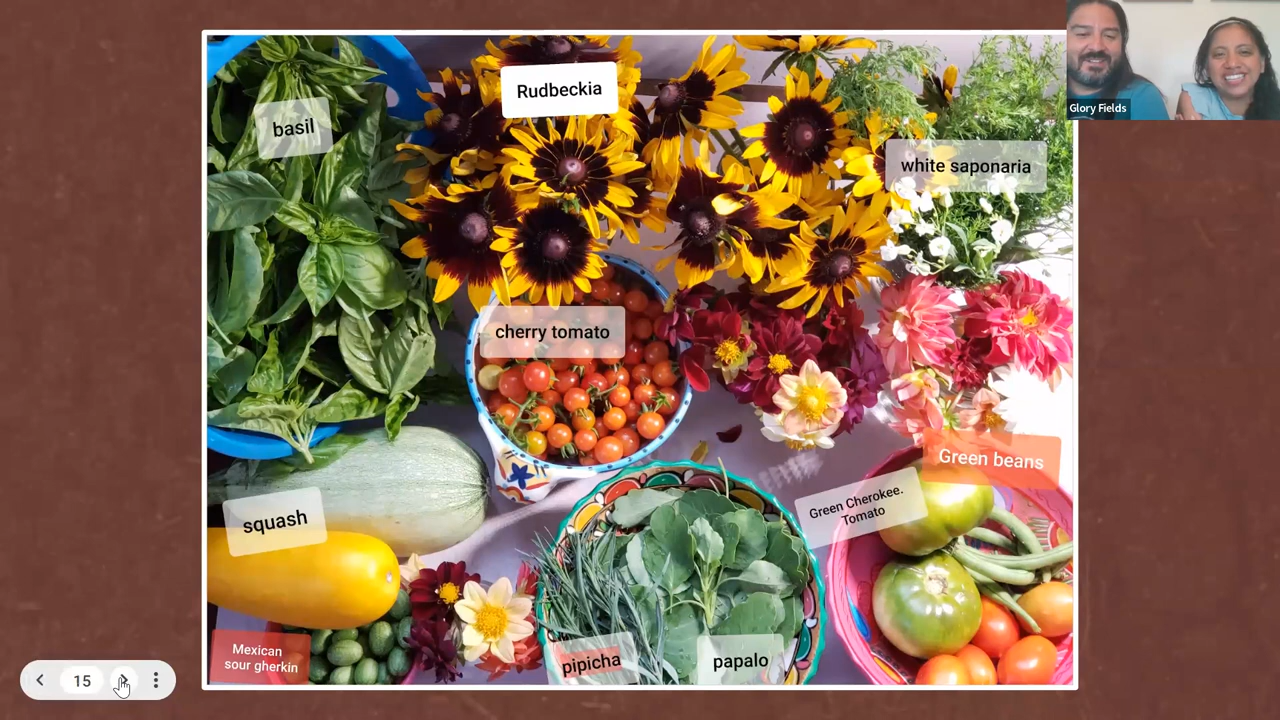 Glory Fields
Rudbeckia
basil
white saponaria
cherry tomato
Green beans
Green Cherokee.
Tomato
squash
Mexican
sour gherkin
pipicha
papalo
15